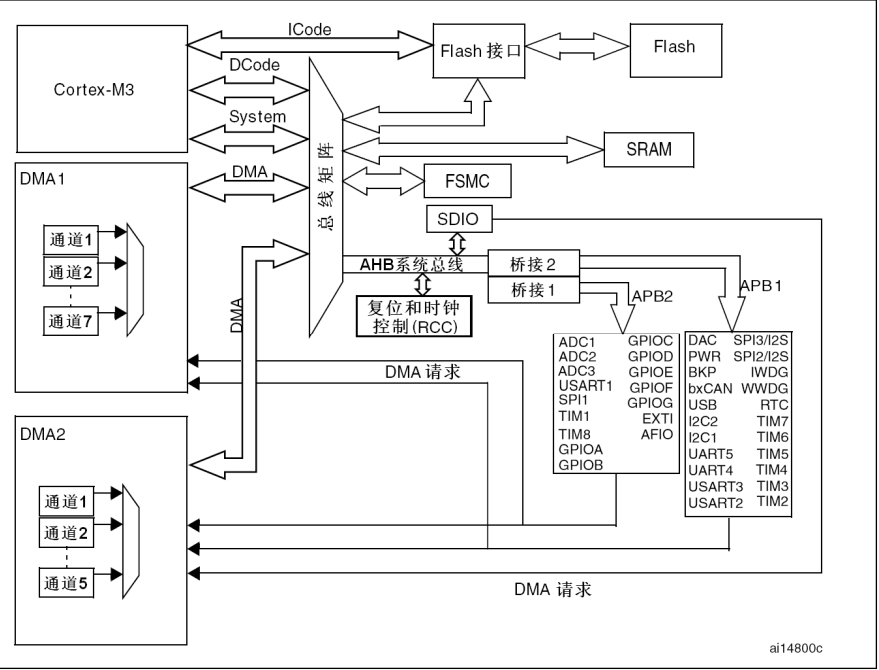 ICode
Flash 接口
Flash
Cortex-M3
DCode
System
总线矩阵
SRAM
DMA1
DMA
FSMC
SDIO
通道1
通道2
通道7
AHB系统总线
桥接2
桥接1
APB2
APB1
复位和时钟
控制(RCC)
DMA
DMA 请求
ADC1 GPIOC
ADC2 GPIOD
ADC3 GPIOE
USART1 GPIOF
SPI1 GPIOG
TIM1 EXTI
TIM8 AFIO
GPIOA
GPIOB
DAC SPI3/I2S
PWR SPI2/I2S
BKP IWDG
bxCAN WWDG
USB RTC
I2C2 TIM7
I2C1 TIM6
UART5 TIM5
UART4 TIM4
USART3 TIM3
USART2 TIM2
DMA2
通道1
通道2
通道5
DMA 请求
ai14800c